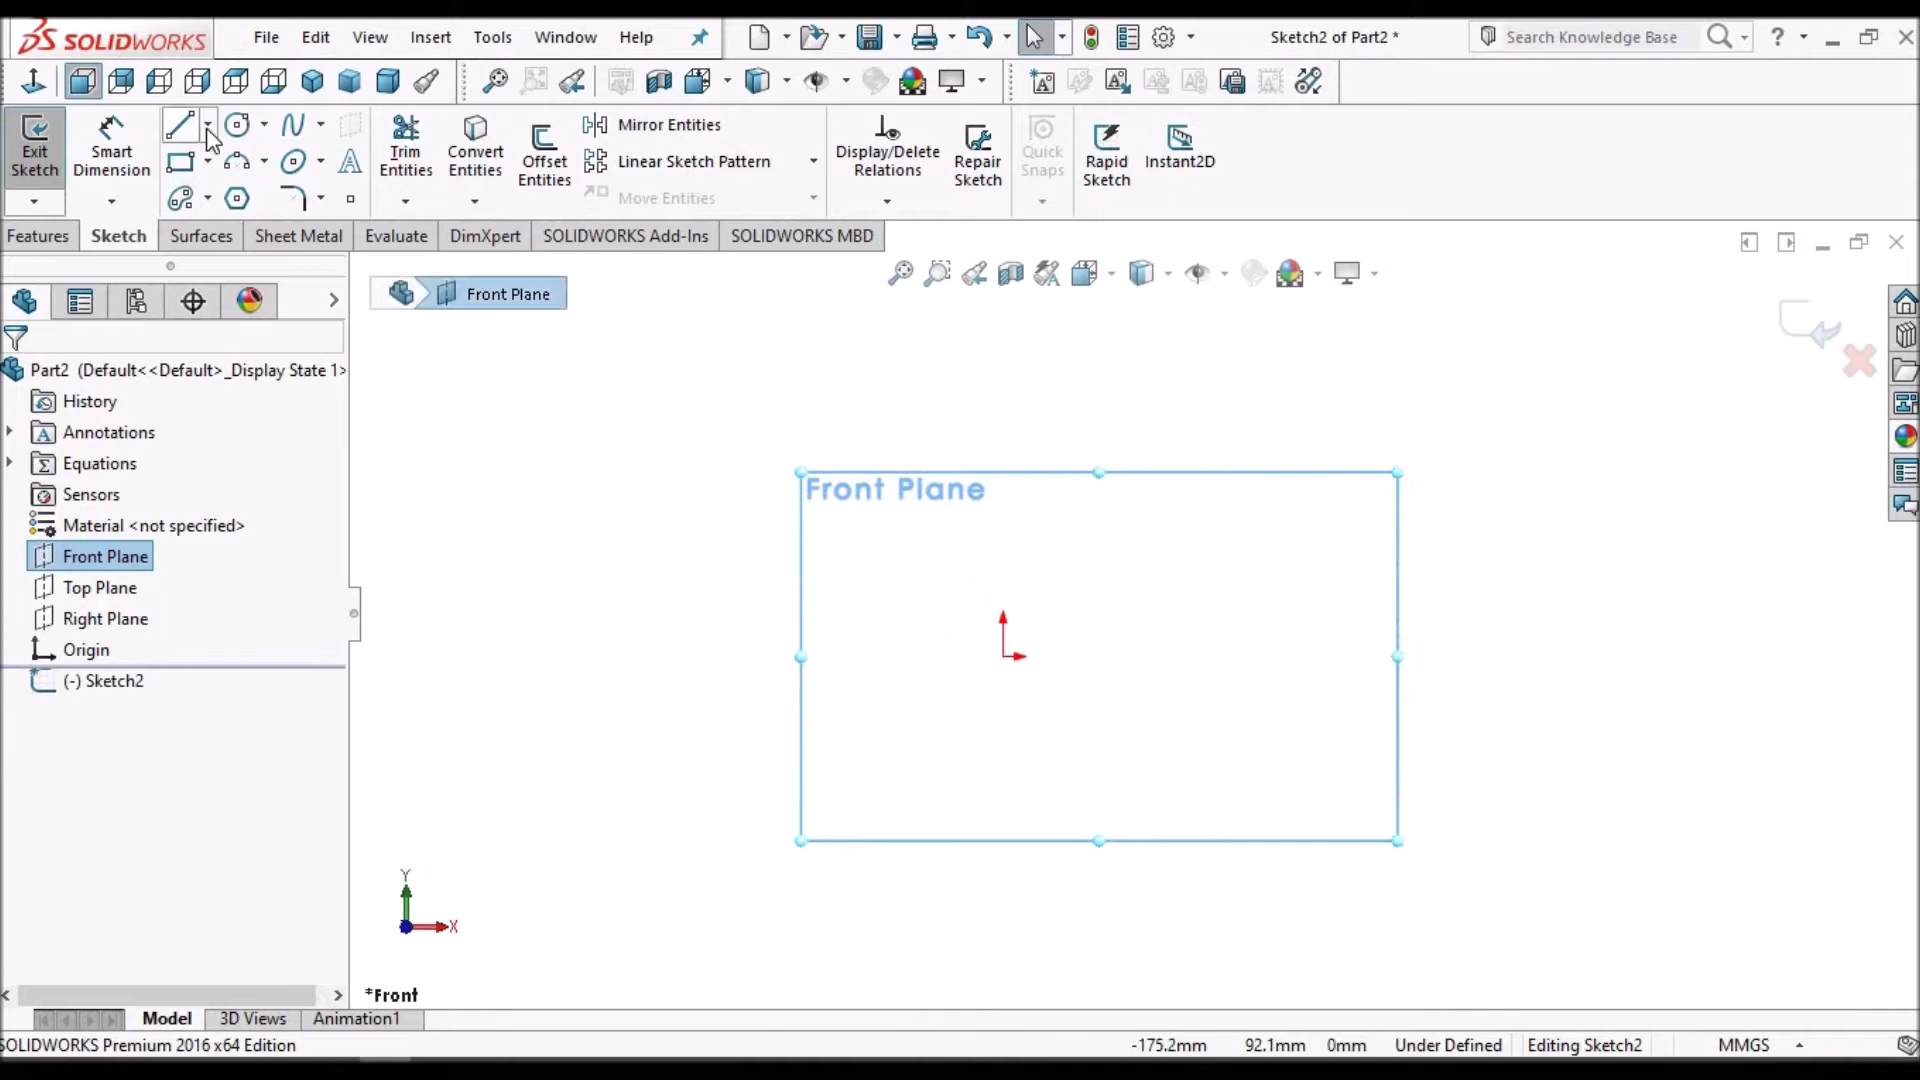 SOLIDWORKS File Edit View Insert Tools Window Help Sketch2 of Part2 * Search Knowledge Base ?
Exit Sketch
Smart Dimension
Trim Entities
Convert Entities
Offset Entities
Mirror Entities
Linear Sketch Pattern
Move Entities
Display/Delete Relations
Repair Sketch
Quick Snaps
Rapid Sketch
Instant2D
Features Sketch Surfaces Sheet Metal Evaluate DimXpert SOLIDWORKS Add-Ins SOLIDWORKS MBD
Front Plane
Part2 (Default<<Default>_Display State 1>
History
Annotations
Equations
Sensors
Material <not specified>
Front Plane
Top Plane
Right Plane
Origin
(-) Sketch2
Front Plane
Y
X
*Front
Model 3D Views Animation1
SOLIDWORKS Premium 2016 x64 Edition -175.2mm 92.1mm 0mm Under Defined Editing Sketch2 MMGS